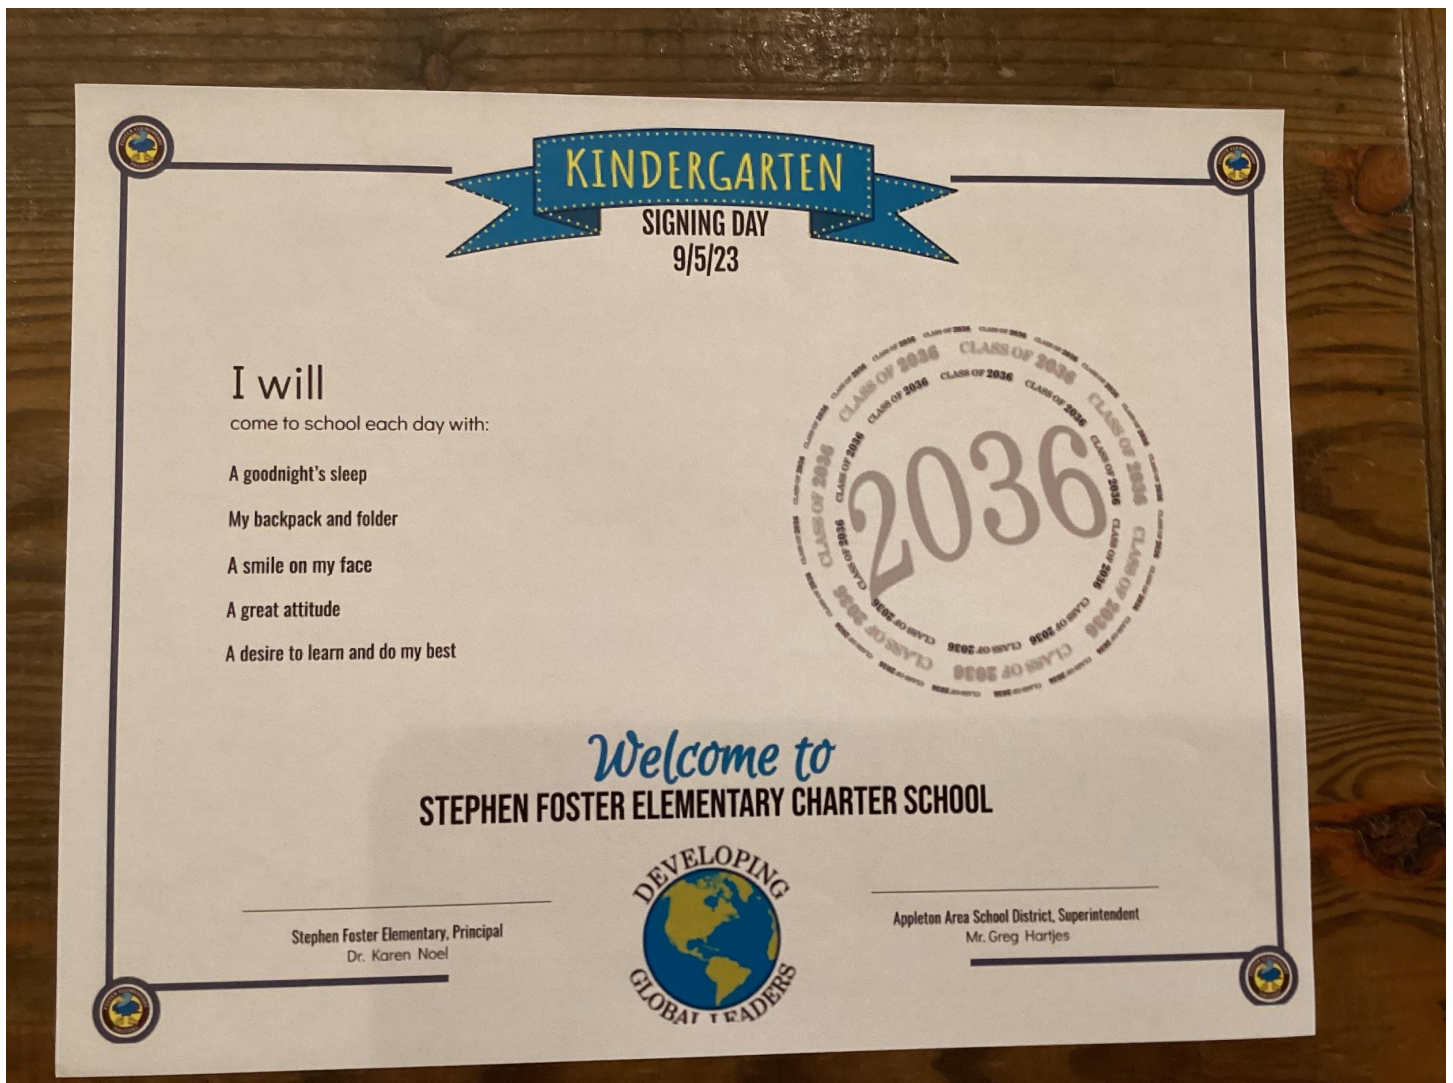 KINDERGARTEN
SIGNING DAY
9/5/23
I will
come to school each day with:
A goodnight's sleep
My backpack and folder
A smile on my face
A great attitude
A desire to learn and do my best
CLASS OF 2036
2036
Welcome to
STEPHEN FOSTER ELEMENTARY CHARTER SCHOOL
DEVELOPING
GLOBAL LEADERS
Stephen Foster Elementary, Principal
Dr. Karen Noel
Appleton Area School District, Superintendent
Mr. Greg Hartjes